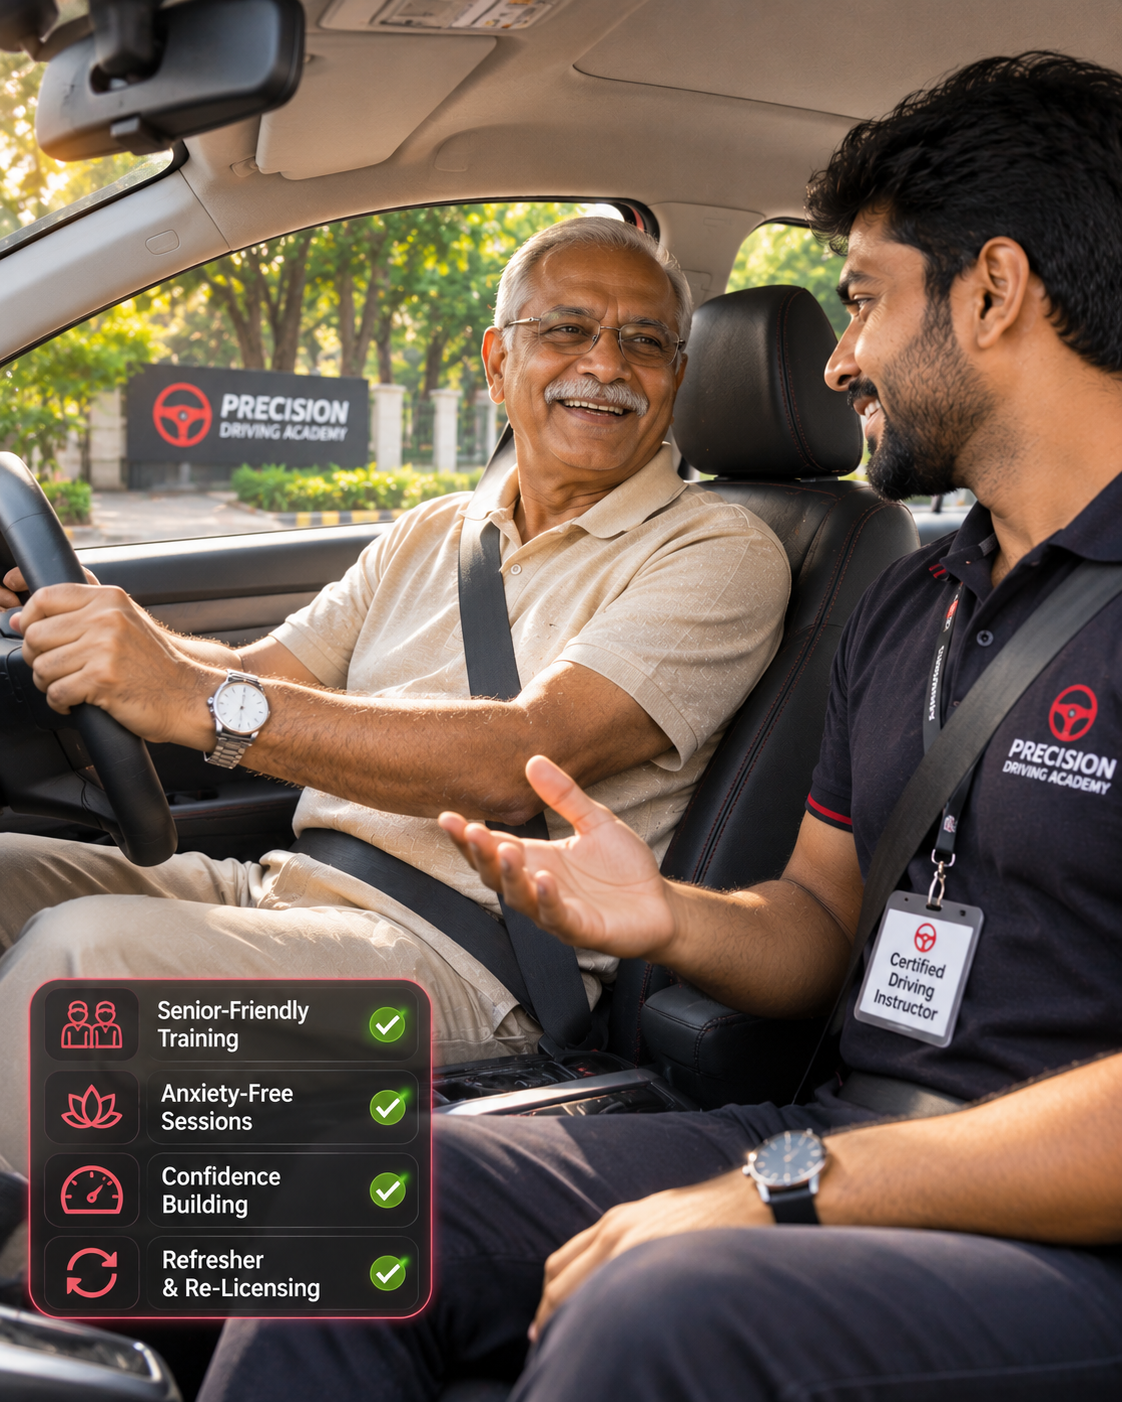 PRECISION
DRIVING ACADEMY
PRECISION
DRIVING ACADEMY
Certified
Driving
Instructor
Senior-Friendly
Training
Anxiety-Free
Sessions
Confidence
Building
Refresher
& Re-Licensing